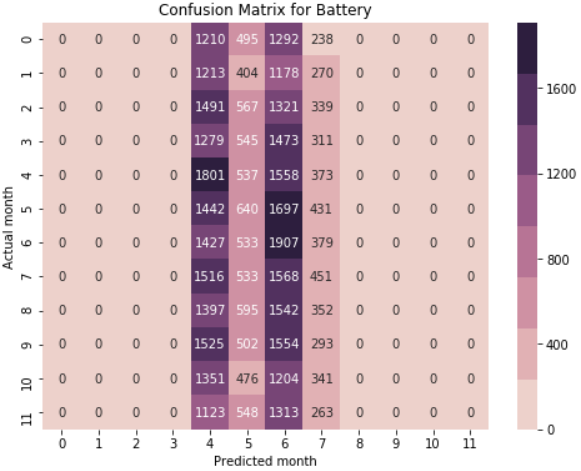 Confusion Matrix for Battery
0 0 0 0 0 1210 495 1292 238 0 0 0 0
1 0 0 0 0 1213 404 1178 270 0 0 0 0
2 0 0 0 0 1491 567 1321 339 0 0 0 0
3 0 0 0 0 1279 545 1473 311 0 0 0 0
4 0 0 0 0 1801 537 1558 373 0 0 0 0
5 0 0 0 0 1442 640 1697 431 0 0 0 0
6 0 0 0 0 1427 533 1907 379 0 0 0 0
7 0 0 0 0 1516 533 1568 451 0 0 0 0
8 0 0 0 0 1397 595 1542 352 0 0 0 0
9 0 0 0 0 1525 502 1554 293 0 0 0 0
10 0 0 0 0 1351 476 1204 341 0 0 0 0
11 0 0 0 0 1123 548 1313 263 0 0 0 0
0 1 2 3 4 5 6 7 8 9 10 11
Predicted month
Actual month
1600
1200
800
400
0